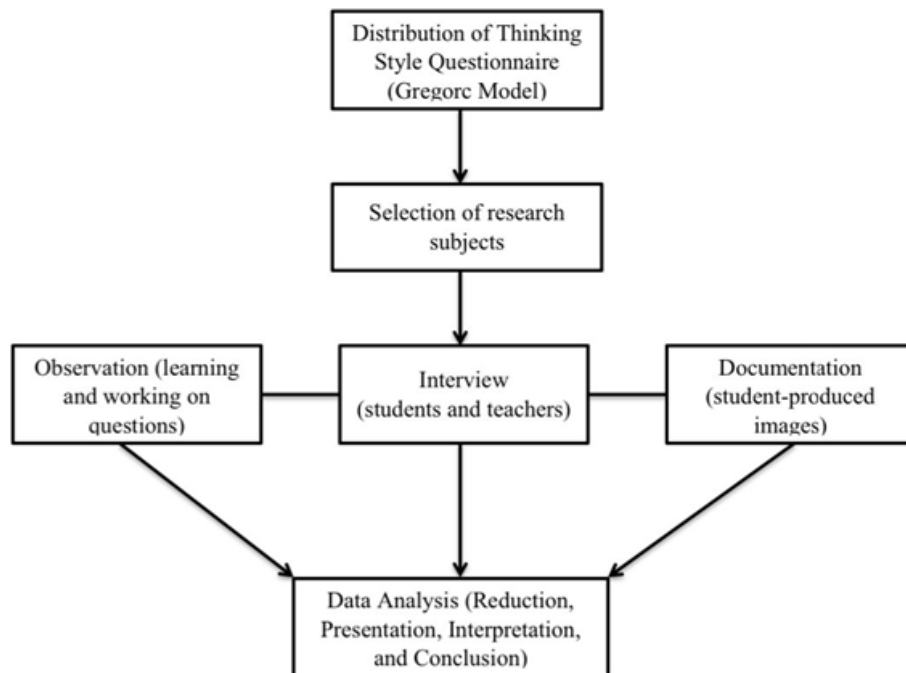 Distribution of Thinking
Style Questionnaire
(Gregorc Model)
Selection of research
subjects
Observation (learning
and working on
questions)
Interview
(students and teachers)
Documentation
(student-produced
images)
Data Analysis (Reduction,
Presentation, Interpretation,
and Conclusion)